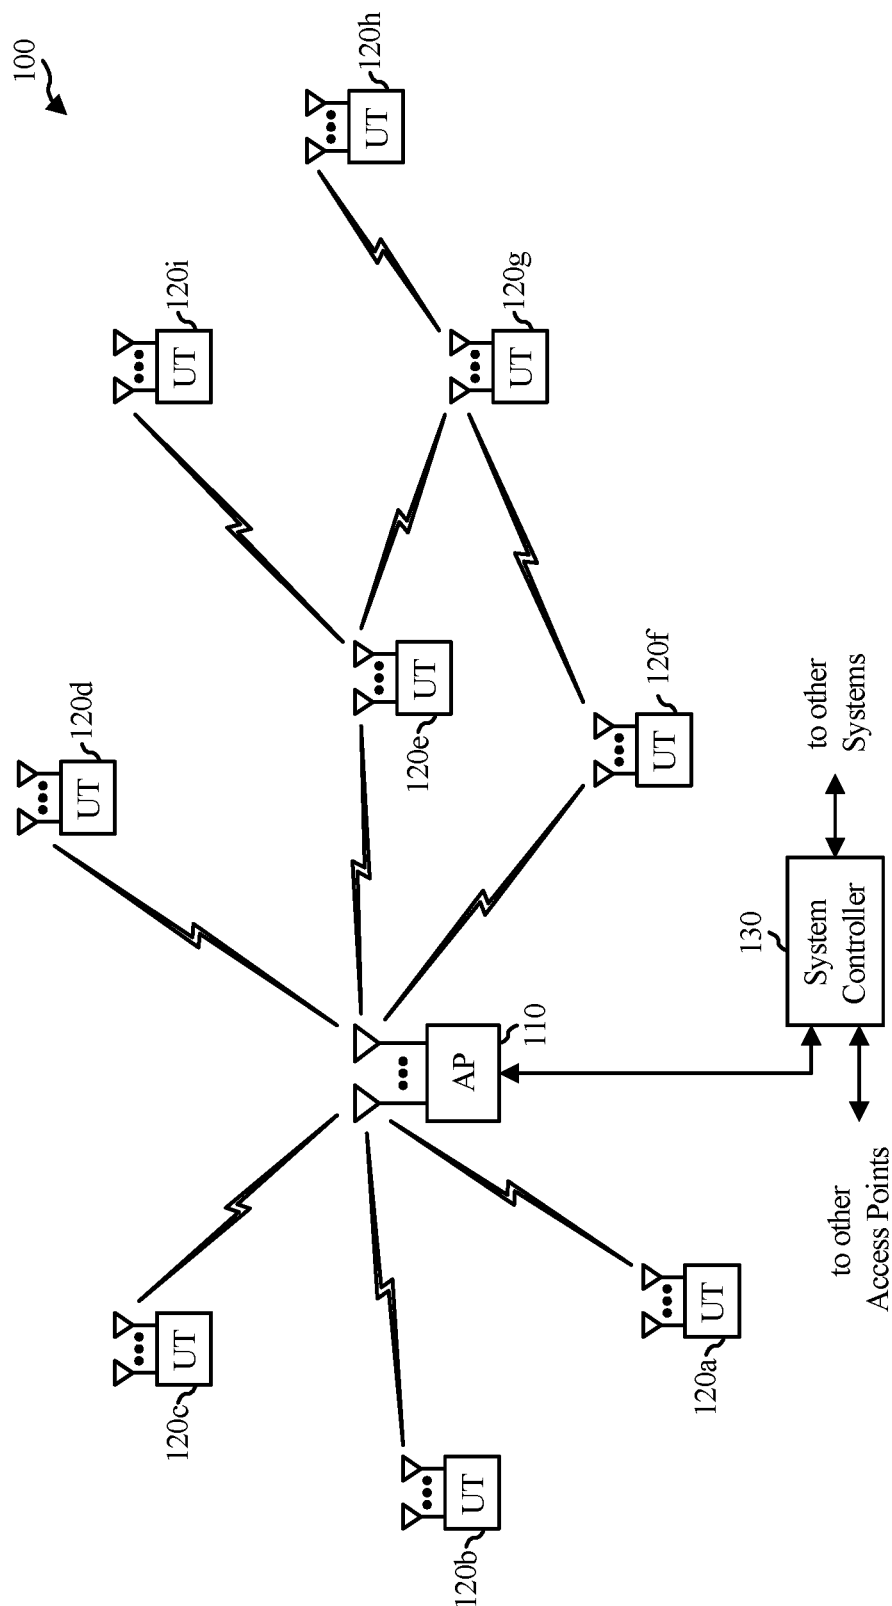 100
UT
120d
UT
120i
UT
120h
UT
120c
UT
120e
UT
120g
AP
110
UT
120b
UT
120f
UT
120a
130
System
Controller
to other
Systems
to other
Access Points